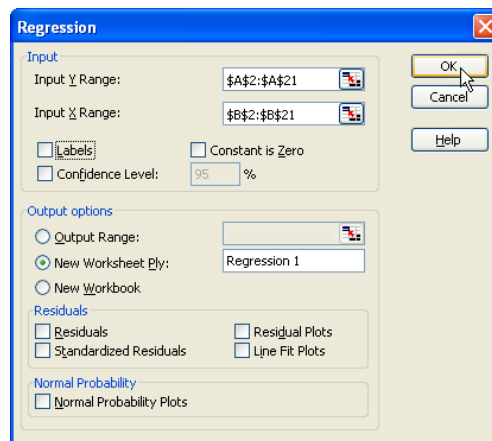 Regression
Input
Input Y Range: $A$2:$A$21
Input X Range: $B$2:$B$21
Labels Constant is Zero
Confidence Level: 95 %
OK
Cancel
Help
Output options
Output Range:
New Worksheet Ply: Regression 1
New Workbook
Residuals
Residuals Residual Plots
Standardized Residuals Line Fit Plots
Normal Probability
Normal Probability Plots